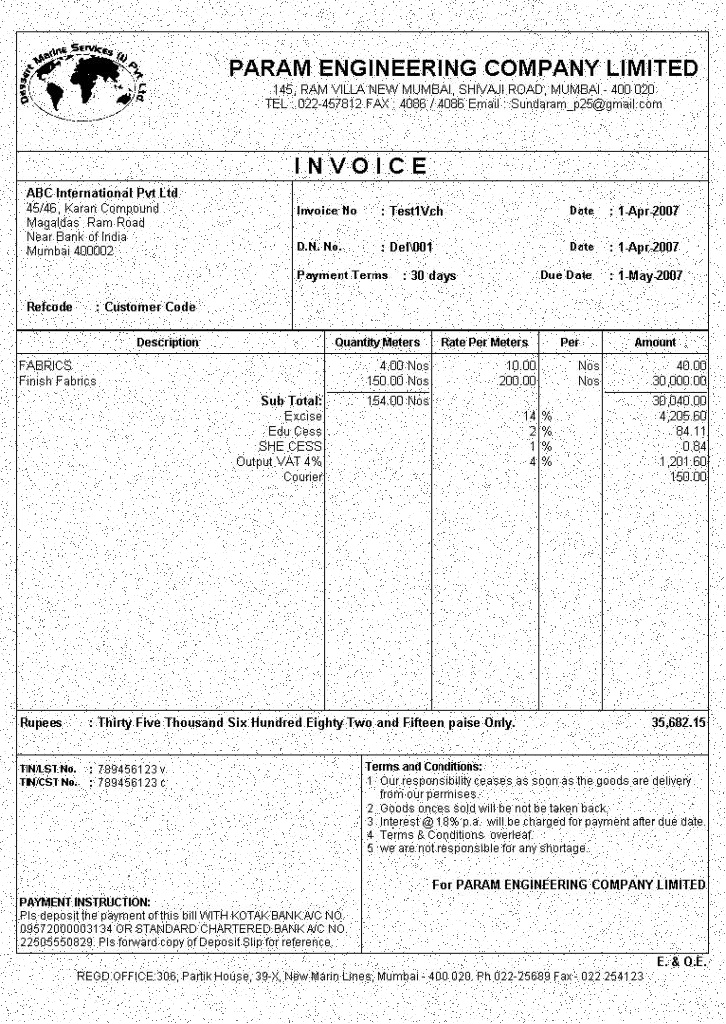 Devsant Marine Services (I) Pvt Ltd
PARAM ENGINEERING COMPANY LIMITED
145, RAM VILLA NEW MUMBAI, SHIVAJI ROAD, MUMBAI - 400 020
TEL : 022-457812 FAX : 4086 / 4086 Email : Sundaram_p25@gmail.com
INVOICE
ABC International Pvt Ltd
45/46, Karan Compound
Magaldas Ram Road
Near Bank of India
Mumbai 400002
Refcode : Customer Code
Invoice No : Test1Vch Date : 1-Apr-2007
D.N. No. : Del\001 Date : 1-Apr-2007
Payment Terms : 30 days Due Date : 1-May-2007
Description Quantity Meters Rate Per Meters Per Amount
FABRICS 4.00 Nos 10.00 Nos 40.00
Finish Fabrics 150.00 Nos 200.00 Nos 30,000.00
Sub Total: 154.00 Nos 30,040.00
Excise 14 % 4,205.60
Edu Cess 2 % 84.11
SHE CESS 1 % 0.84
Output VAT 4% 4 % 1,201.60
Courier 150.00
Rupees : Thirty Five Thousand Six Hundred Eighty Two and Fifteen paise Only. 35,682.15
TIN/LST No. : 789456123 v
TIN/CST No. : 789456123 c
PAYMENT INSTRUCTION:
Pls deposit the payment of this bill WITH KOTAK BANK A/C NO.
09572000003134 OR STANDARD CHARTERED BANK A/C NO.
22505550829. Pls forward copy of Deposit Slip for reference.
Terms and Conditions:
1 Our responsibility ceases as soon as the goods are delivery
from our permises.
2 Goods onces sold will be not be taken back.
3 Interest @ 18% p.a. will be charged for payment after due date.
4 Terms & Conditions overleaf.
5 we are not responsible for any shortage.
For PARAM ENGINEERING COMPANY LIMITED
E. & O.E.
REGD.OFFICE:306, Partik House, 39-X, New Marin Lines, Mumbai - 400 020. Ph 022-25689 Fax - 022 254123